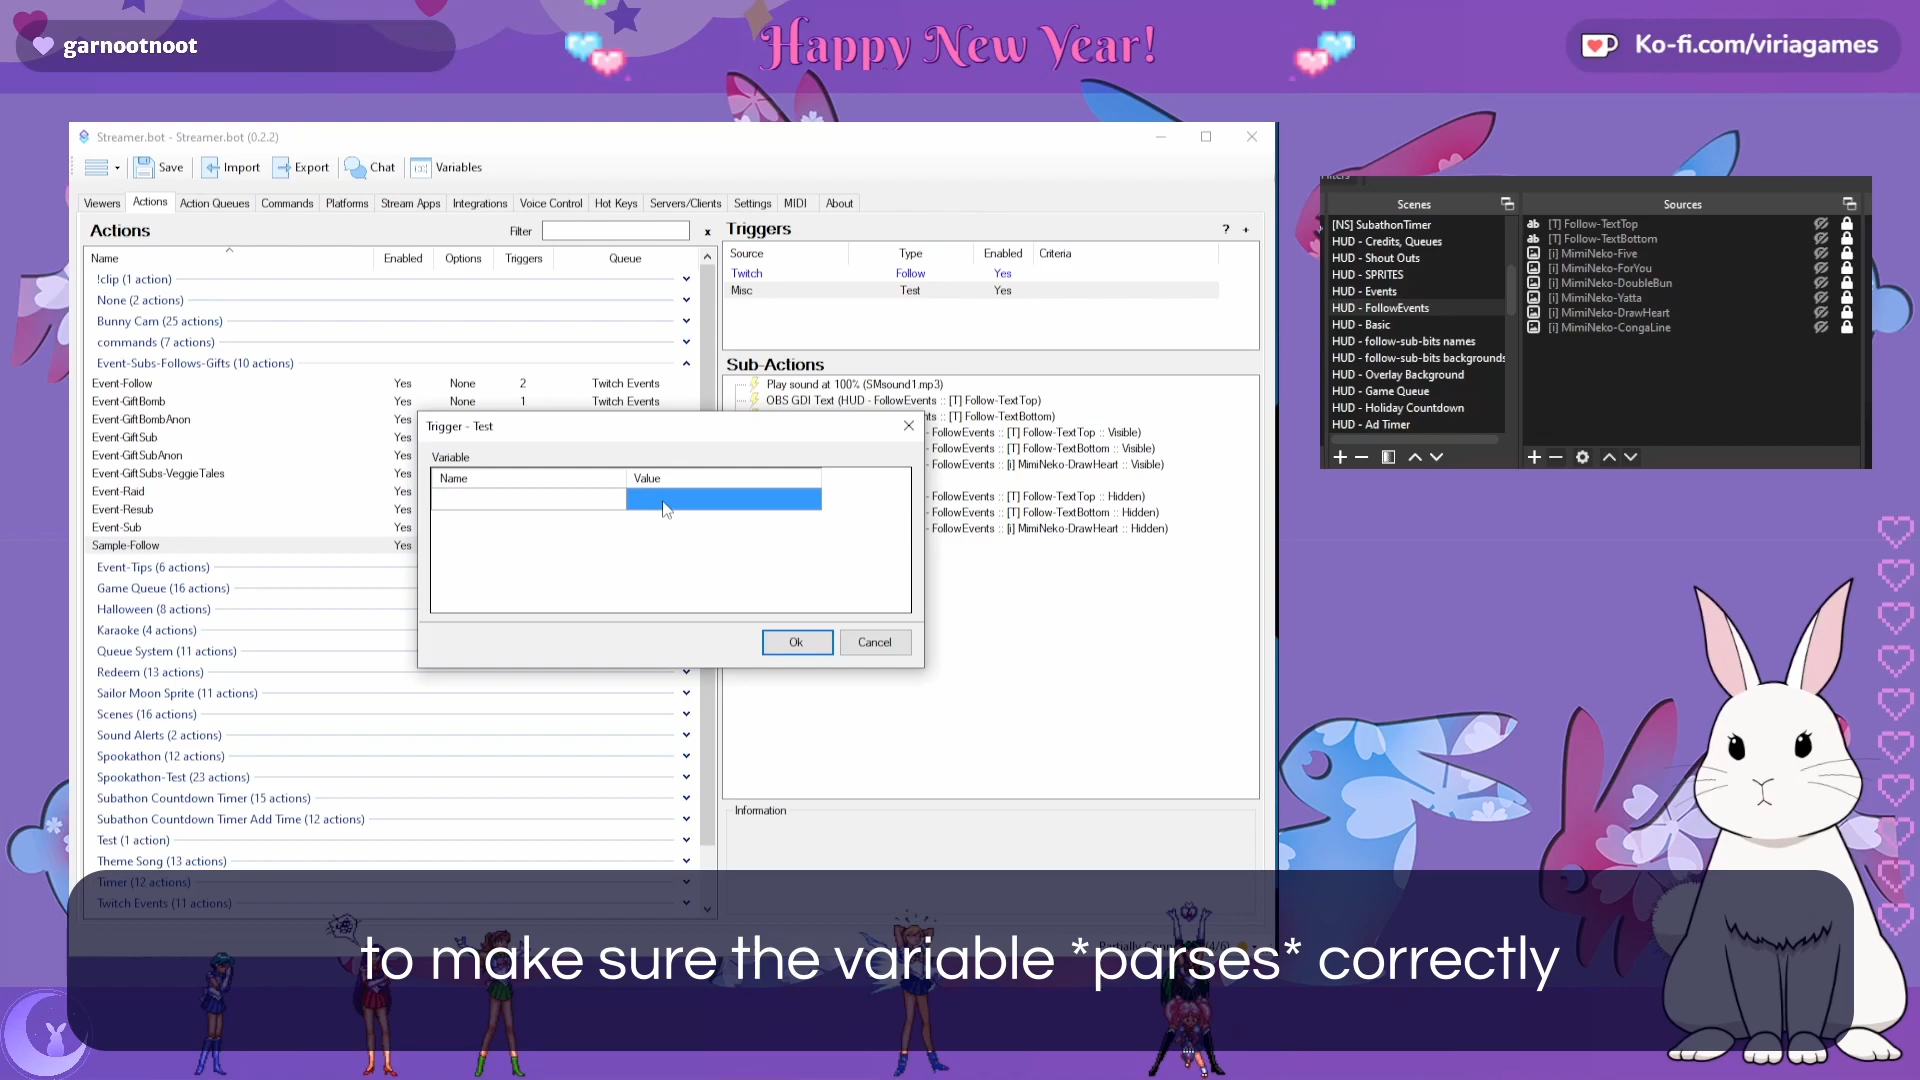 garnootnoot
Happy New Year!
Ko-fi.com/viriagames
Streamer.bot - Streamer.bot (0.2.2)
Save Import Export Chat Variables
Viewers Actions Action Queues Commands Platforms Stream Apps Integrations Voice Control Hot Keys Servers/Clients Settings MIDI About
Actions Filter x
Name Enabled Options Triggers Queue
!clip (1 action)
None (2 actions)
Bunny Cam (25 actions)
commands (7 actions)
Event-Subs-Follows-Gifts (10 actions)
Event-Follow Yes None 2 Twitch Events
Event-GiftBomb Yes None 1 Twitch Events
Event-GiftBombAnon Yes
Event-GiftSub Yes
Event-GiftSubAnon Yes
Event-GiftSubs-VeggieTales Yes
Event-Raid Yes
Event-Resub Yes
Event-Sub Yes
Sample-Follow Yes
Event-Tips (6 actions)
Game Queue (16 actions)
Halloween (8 actions)
Karaoke (4 actions)
Queue System (11 actions)
Redeem (13 actions)
Sailor Moon Sprite (11 actions)
Scenes (16 actions)
Sound Alerts (2 actions)
Spookathon (12 actions)
Spookathon-Test (23 actions)
Subathon Countdown Timer (15 actions)
Subathon Countdown Timer Add Time (12 actions)
Test (1 action)
Theme Song (13 actions)
Timer (12 actions)
Twitch Events (11 actions)
Triggers ? +
Source Type Enabled Criteria
Twitch Follow Yes
Misc Test Yes
Sub-Actions
Play sound at 100% (SMsound1.mp3)
OBS GDI Text (HUD - FollowEvents :: [T] Follow-TextTop)
:: [T] Follow-TextBottom)
- FollowEvents :: [T] Follow-TextTop :: Visible)
- FollowEvents :: [T] Follow-TextBottom :: Visible)
- FollowEvents :: [i] MimiNeko-DrawHeart :: Visible)
- FollowEvents :: [T] Follow-TextTop :: Hidden)
- FollowEvents :: [T] Follow-TextBottom :: Hidden)
- FollowEvents :: [i] MimiNeko-DrawHeart :: Hidden)
Information
Trigger - Test
Variable
Name Value
Ok Cancel
Scenes
[NS] SubathonTimer
HUD - Credits, Queues
HUD - Shout Outs
HUD - SPRITES
HUD - Events
HUD - FollowEvents
HUD - Basic
HUD - follow-sub-bits names
HUD - follow-sub-bits backgrounds
HUD - Overlay Background
HUD - Game Queue
HUD - Holiday Countdown
HUD - Ad Timer
Sources
ab [T] Follow-TextTop
ab [T] Follow-TextBottom
[i] MimiNeko-Five
[i] MimiNeko-ForYou
[i] MimiNeko-DoubleBun
[i] MimiNeko-Yatta
[i] MimiNeko-DrawHeart
[i] MimiNeko-CongaLine
to make sure the variable *parses* correctly